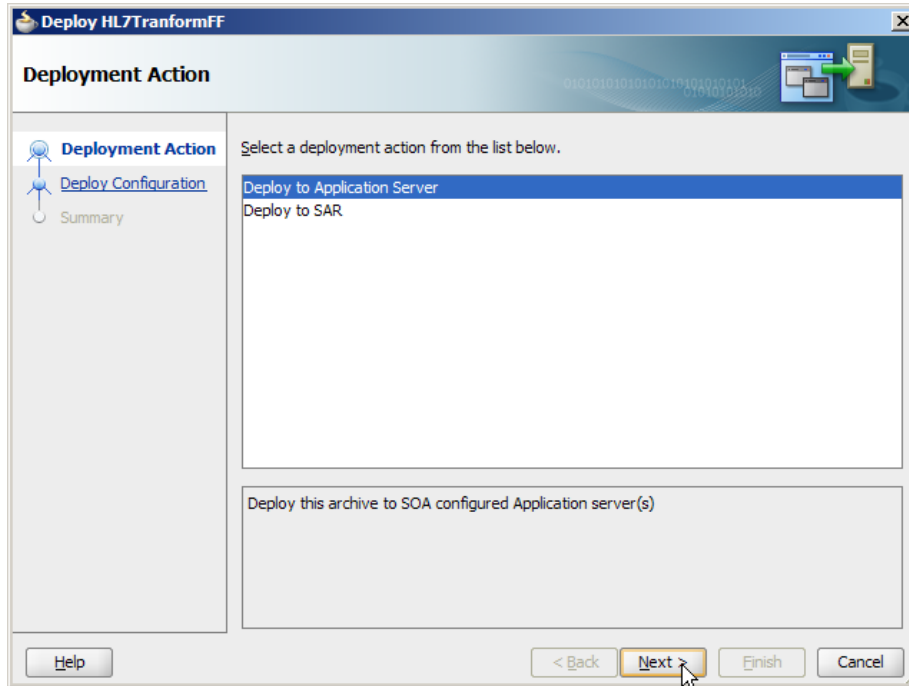 Deploy HL7TranformFF
Deployment Action
Deployment Action
Deploy Configuration
Summary
Select a deployment action from the list below.
Deploy to Application Server
Deploy to SAR
Deploy this archive to SOA configured Application server(s)
Help
< Back
Next >
Finish
Cancel